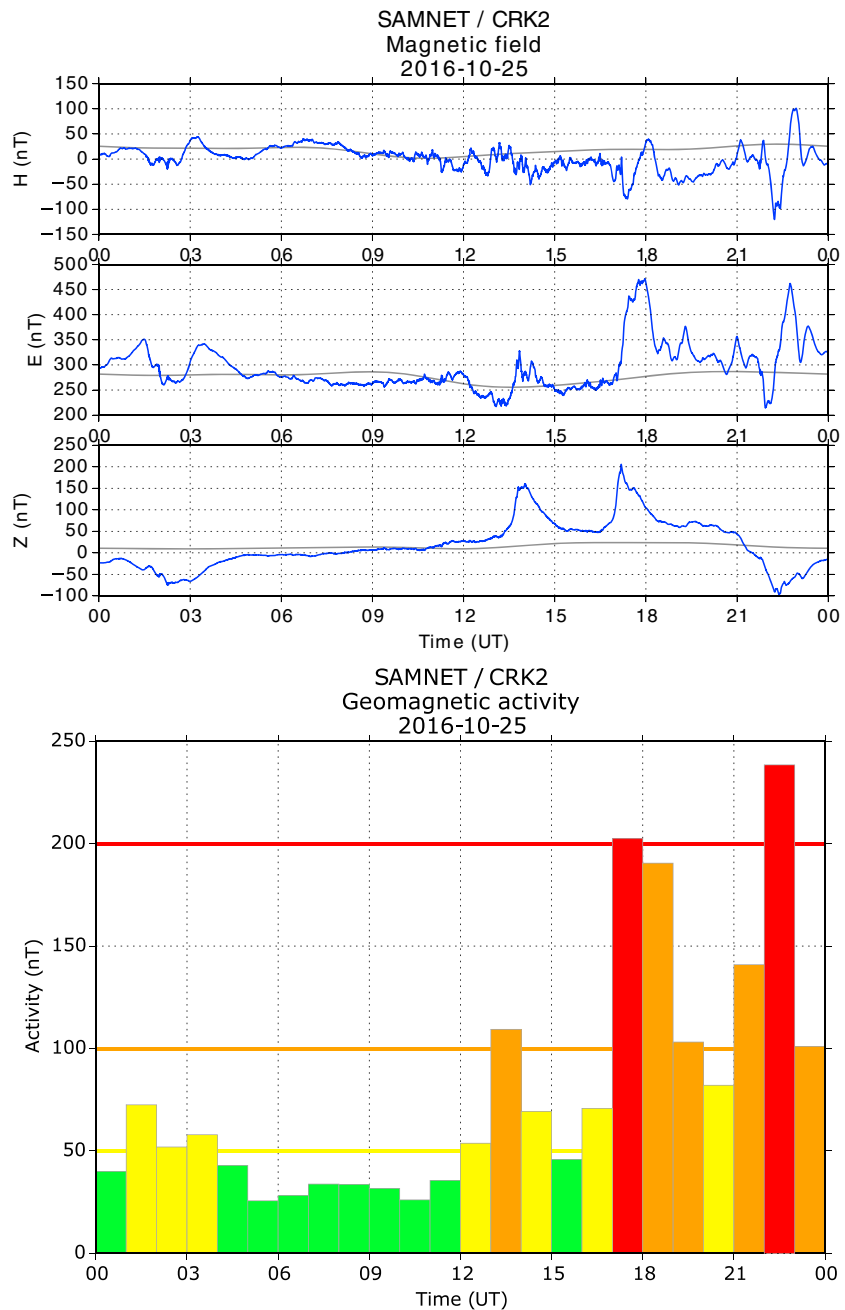 SAMNET / CRK2
Magnetic field
2016-10-25
150
100
50
0
−50
−100
−150
H (nT)
00 03 06 09 12 15 18 21 00
500
450
400
350
300
250
200
E (nT)
00 03 06 09 12 15 18 21 00
250
200
150
100
50
0
−50
−100
Z (nT)
00 03 06 09 12 15 18 21 00
Time (UT)
SAMNET / CRK2
Geomagnetic activity
2016-10-25
250
200
150
100
50
0
Activity (nT)
00 03 06 09 12 15 18 21 00
Time (UT)